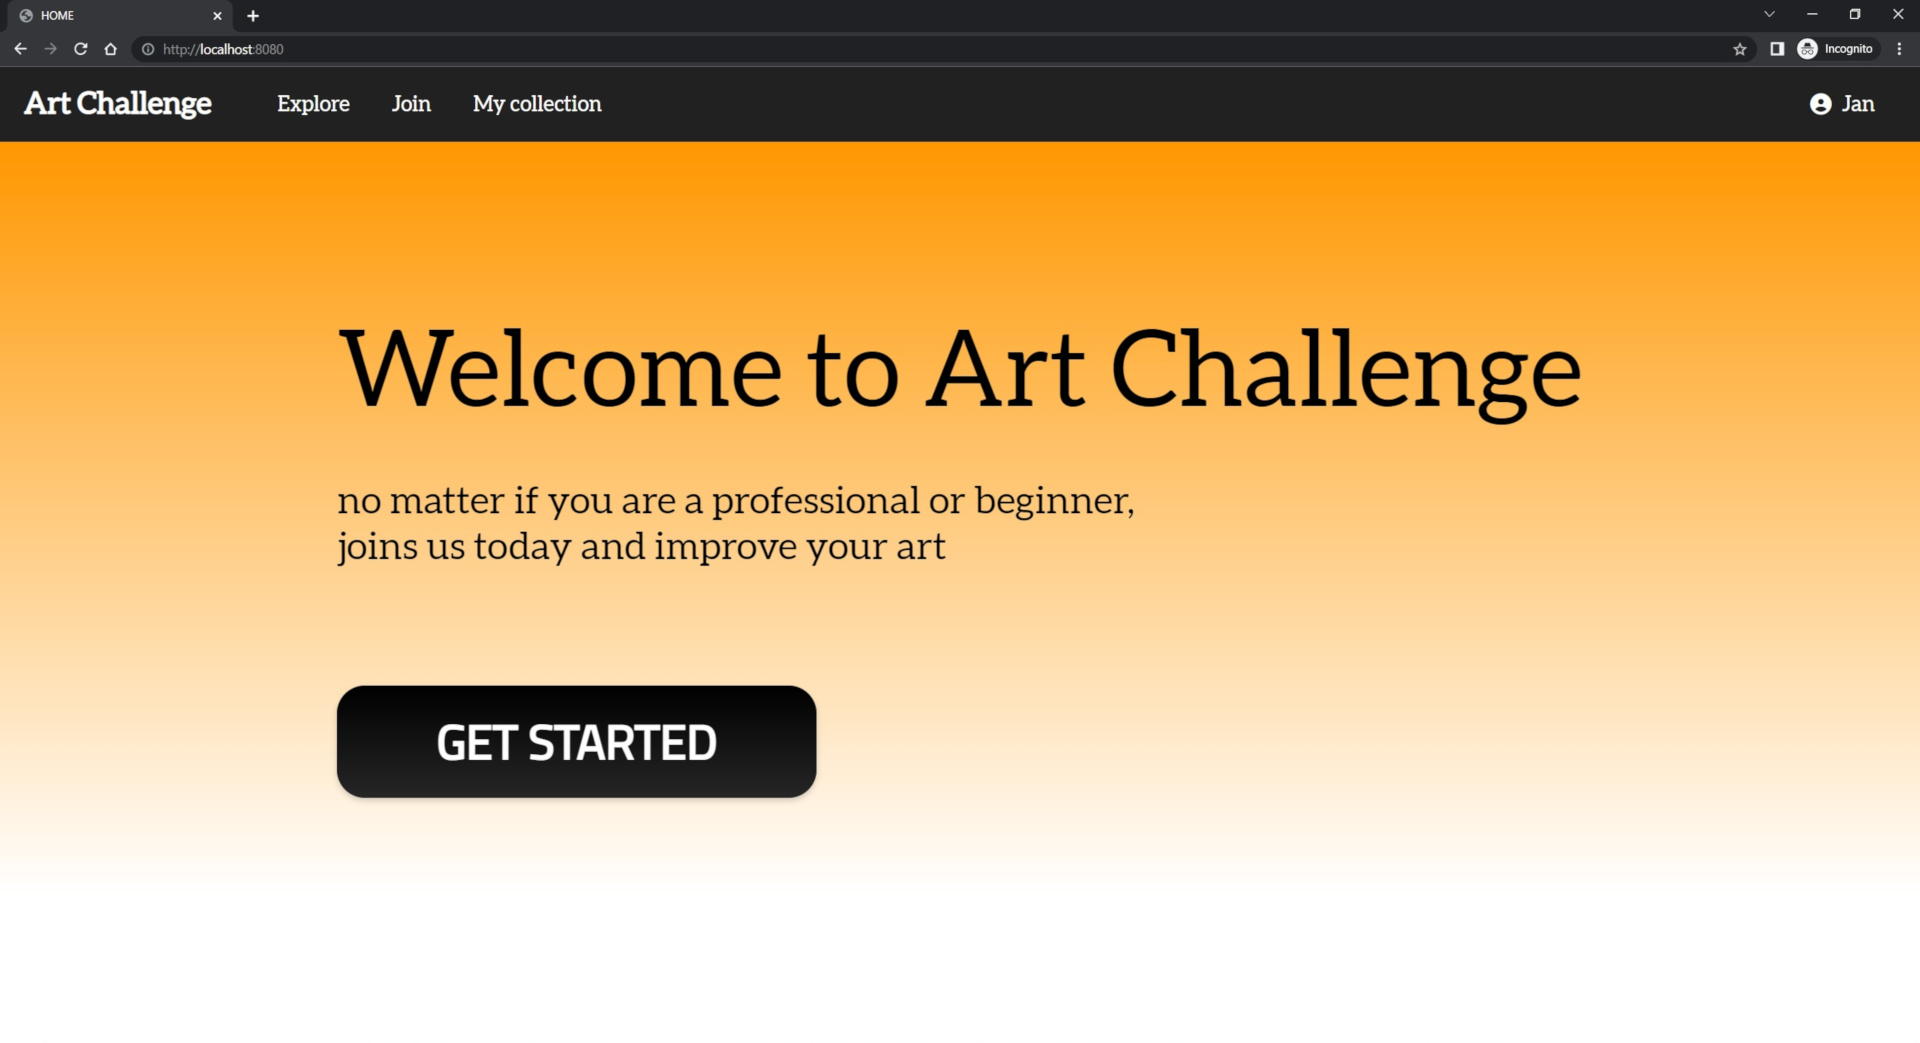 HOME
http://localhost:8080
Incognito
Art Challenge
Explore
Join
My collection
Jan
Welcome to Art Challenge
no matter if you are a professional or beginner,
joins us today and improve your art
GET STARTED